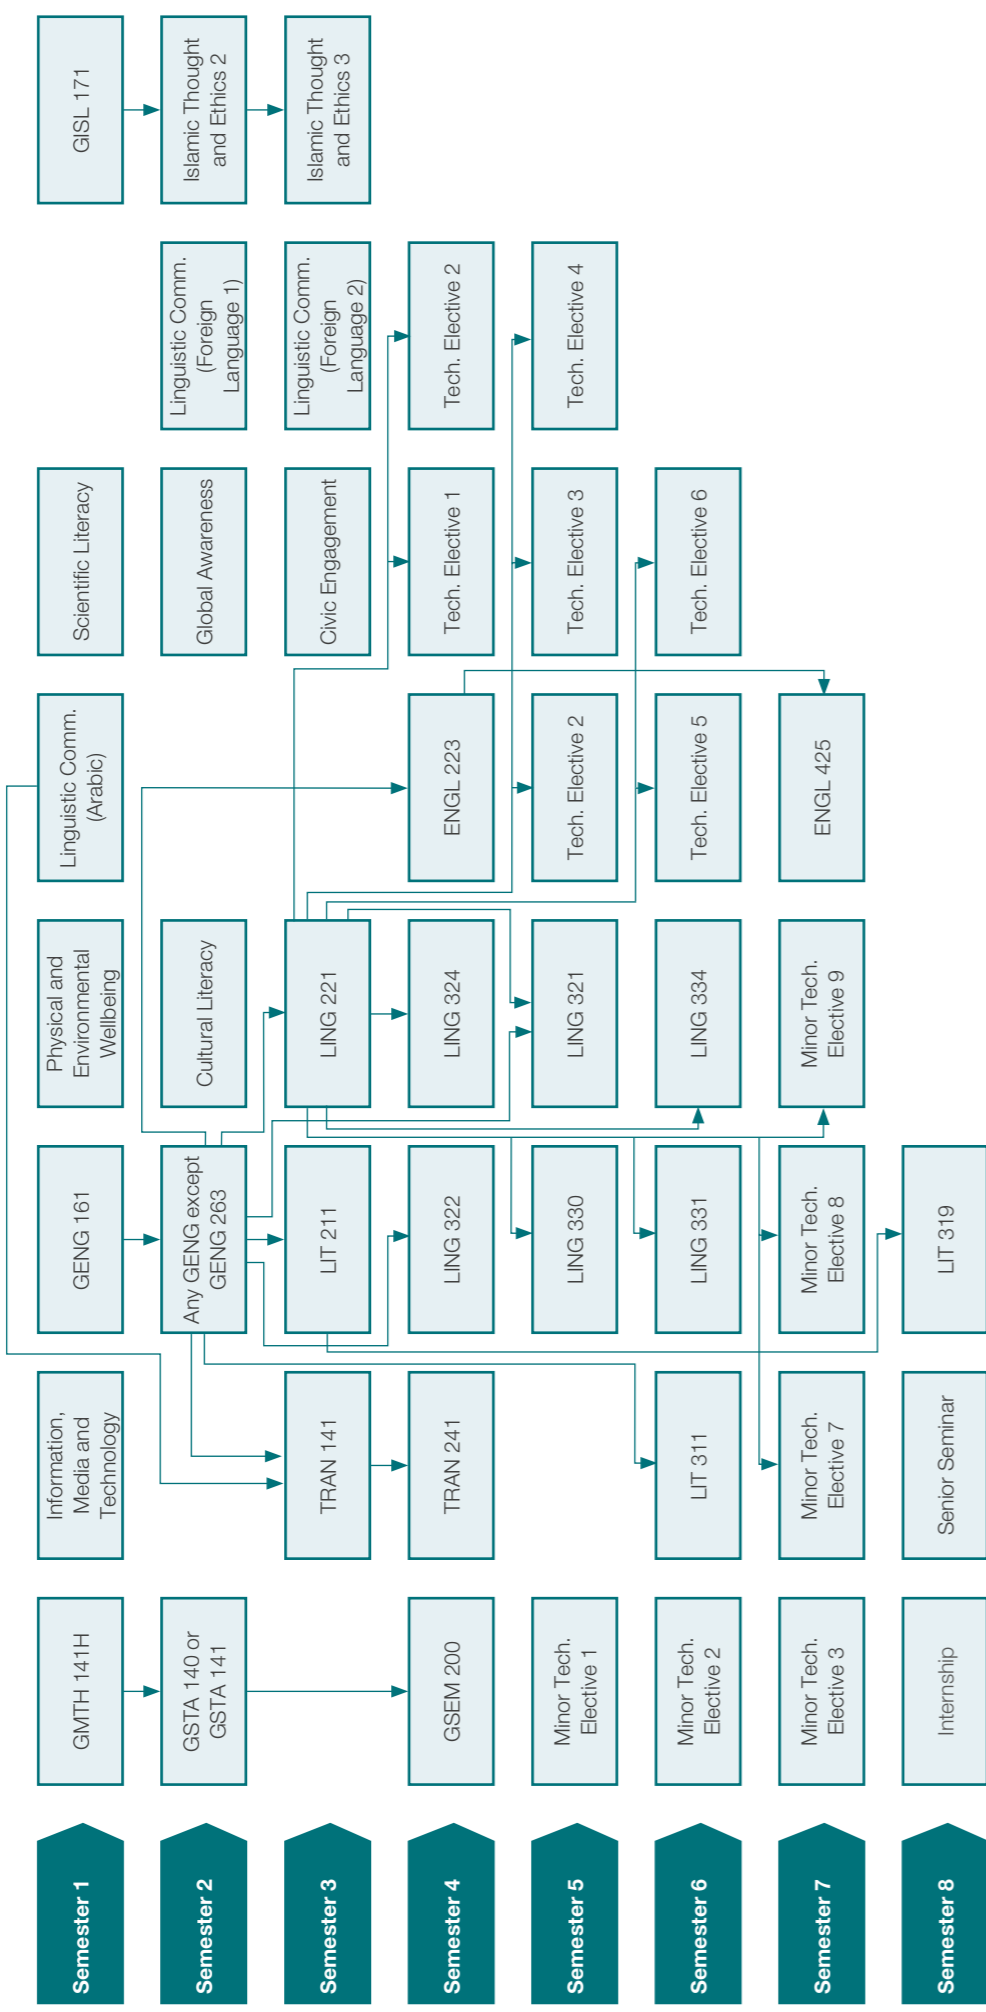 Semester 1
GMTH 141H
Information,
Media and
Technology
GENG 161
Physical and
Environmental
Wellbeing
Linguistic Comm.
(Arabic)
Scientific Literacy
GISL 171
Semester 2
GSTA 140 or
GSTA 141
Any GENG except
GENG 263
Cultural Literacy
Global Awareness
Linguistic Comm.
(Foreign
Language 1)
Islamic Thought
and Ethics 2
Semester 3
TRAN 141
LIT 211
LING 221
Civic Engagement
Linguistic Comm.
(Foreign
Language 2)
Islamic Thought
and Ethics 3
Semester 4
GSEM 200
TRAN 241
LING 322
LING 324
ENGL 223
Tech. Elective 1
Tech. Elective 2
Semester 5
Minor Tech.
Elective 1
LING 330
LING 321
Tech. Elective 2
Tech. Elective 3
Tech. Elective 4
Semester 6
Minor Tech.
Elective 2
LIT 311
LING 331
LING 334
Tech. Elective 5
Tech. Elective 6
Semester 7
Minor Tech.
Elective 3
Minor Tech.
Elective 7
Minor Tech.
Elective 8
Minor Tech.
Elective 9
ENGL 425
Semester 8
Internship
Senior Seminar
LIT 319